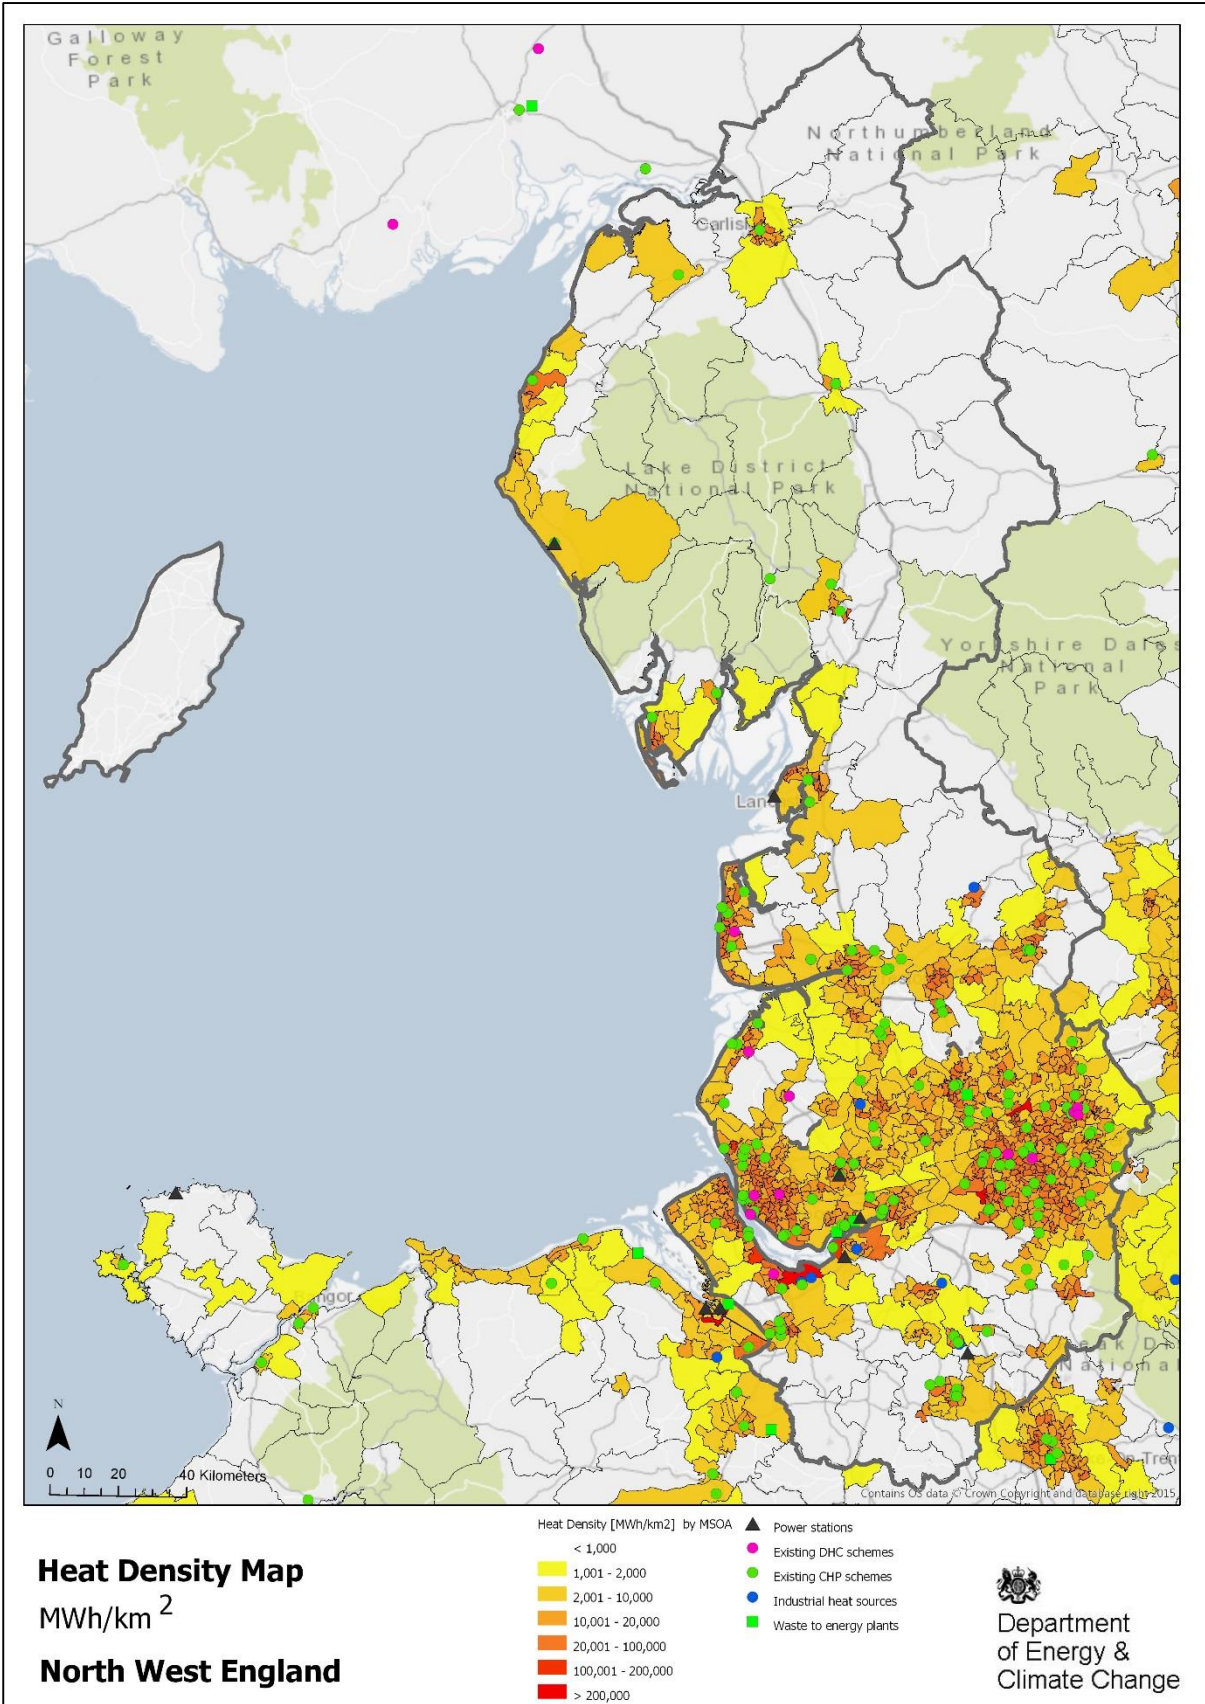 Galloway
Forest
Park
Northumberland
National Park
Carlisl
Lake District
National Park
Yorkshire Dales
National
Park
Lan
Bangor
eak Di
National
Tren
N
0 10 20 40 Kilometers
Contains OS data © Crown Copyright and database right 2015
Heat Density Map
MWh/km 2
North West England
Heat Density [MWh/km2] by MSOA
< 1,000
1,001 - 2,000
2,001 - 10,000
10,001 - 20,000
20,001 - 100,000
100,001 - 200,000
> 200,000
Power stations
Existing DHC schemes
Existing CHP schemes
Industrial heat sources
Waste to energy plants
Department
of Energy &
Climate Change